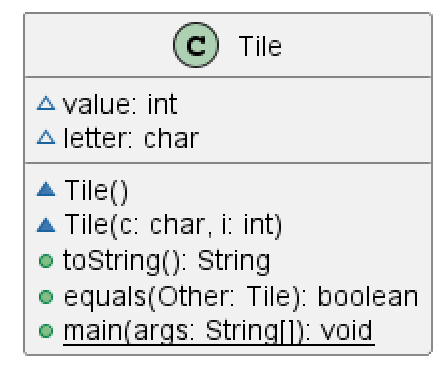 C Tile
value: int
letter: char
Tile()
Tile(c: char, i: int)
toString(): String
equals(Other: Tile): boolean
main(args: String[]): void